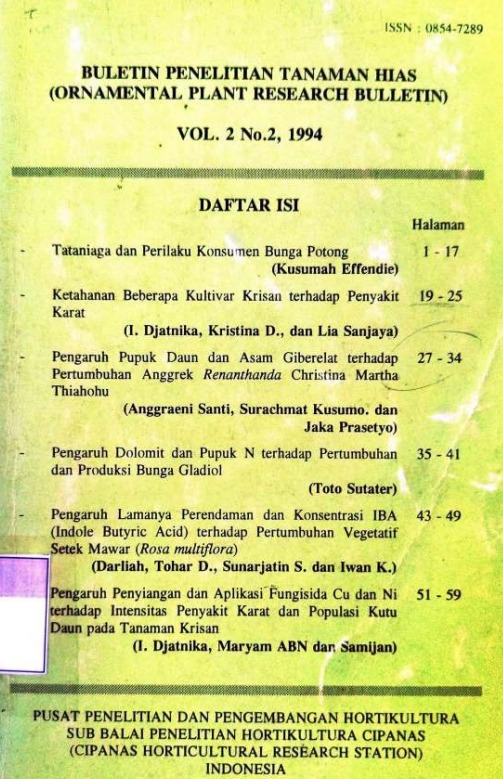 ISSN : 0854-7289
BULETIN PENELITIAN TANAMAN HIAS
(ORNAMENTAL PLANT RESEARCH BULLETIN)
VOL. 2 No.2, 1994
DAFTAR ISI
Halaman
- Tataniaga dan Perilaku Konsumen Bunga Potong 1 - 17
(Kusumah Effendie)
- Ketahanan Beberapa Kultivar Krisan terhadap Penyakit 19 - 25
Karat
(I. Djatnika, Kristina D., dan Lia Sanjaya)
- Pengaruh Pupuk Daun dan Asam Giberelat terhadap 27 - 34
Pertumbuhan Anggrek Renanthanda Christina Martha
Thiahohu
(Anggraeni Santi, Surachmat Kusumo. dan
Jaka Prasetyo)
- Pengaruh Dolomit dan Pupuk N terhadap Pertumbuhan 35 - 41
dan Produksi Bunga Gladiol
(Toto Sutater)
- Pengaruh Lamanya Perendaman dan Konsentrasi IBA 43 - 49
(Indole Butyric Acid) terhadap Pertumbuhan Vegetatif
Setek Mawar (Rosa multiflora)
(Darliah, Tohar D., Sunarjatin S. dan Iwan K.)
Pengaruh Penyiangan dan Aplikasi Fungisida Cu dan Ni 51 - 59
terhadap Intensitas Penyakit Karat dan Populasi Kutu
Daun pada Tanaman Krisan
(I. Djatnika, Maryam ABN dan Samijan)
PUSAT PENELITIAN DAN PENGEMBANGAN HORTIKULTURA
SUB BALAI PENELITIAN HORTIKULTURA CIPANAS
(CIPANAS HORTICULTURAL RESEARCH STATION)
INDONESIA